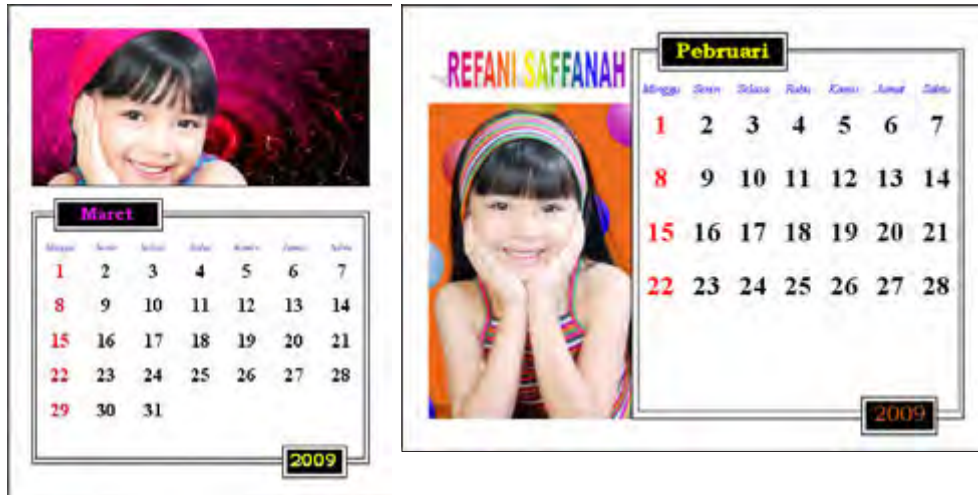 Maret
Minggu Senin Selasa Rabu Kamis Jumat Sabtu
1 2 3 4 5 6 7
8 9 10 11 12 13 14
15 16 17 18 19 20 21
22 23 24 25 26 27 28
29 30 31
2009
REFANI SAFFANAH
Pebruari
Minggu Senin Selasa Rabu Kamis Jumat Sabtu
1 2 3 4 5 6 7
8 9 10 11 12 13 14
15 16 17 18 19 20 21
22 23 24 25 26 27 28
2009